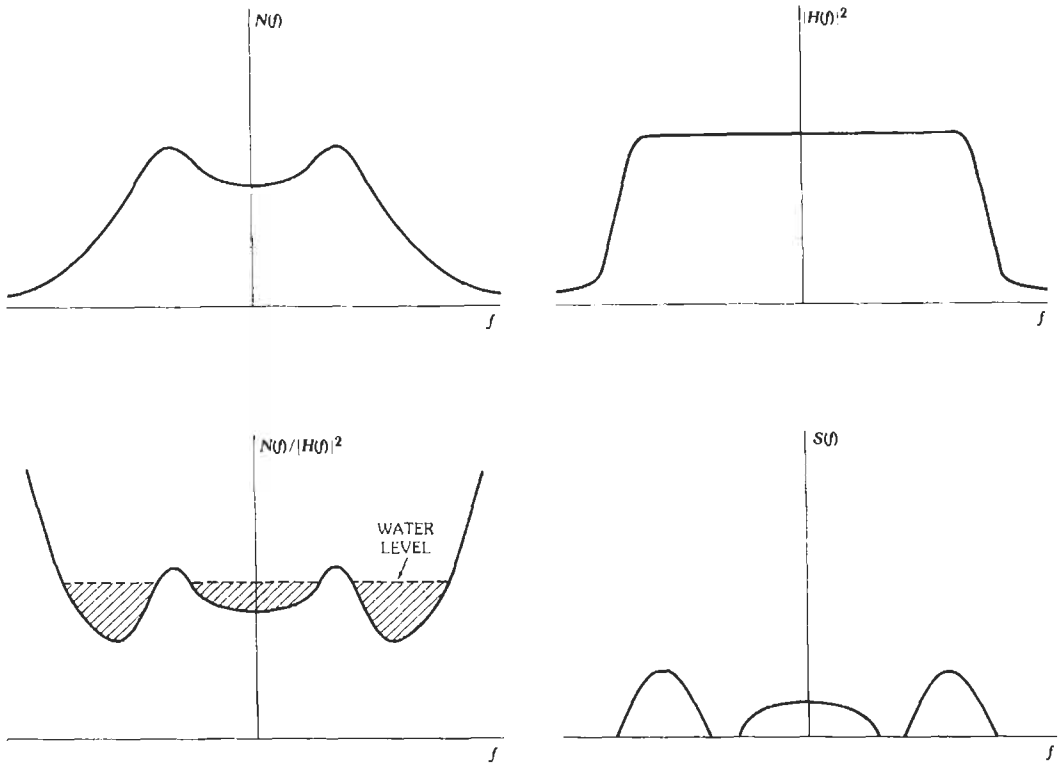 N(f)
|H(f)|²
f
f
N(f)/|H(f)|²
S(f)
WATER
LEVEL
f
f